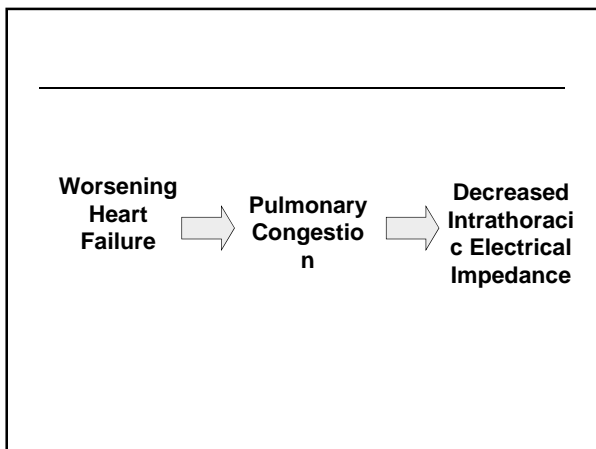 Worsening
Heart
Failure
Pulmonary
Congestio
n
Decreased
Intrathoraci
c Electrical
Impedance